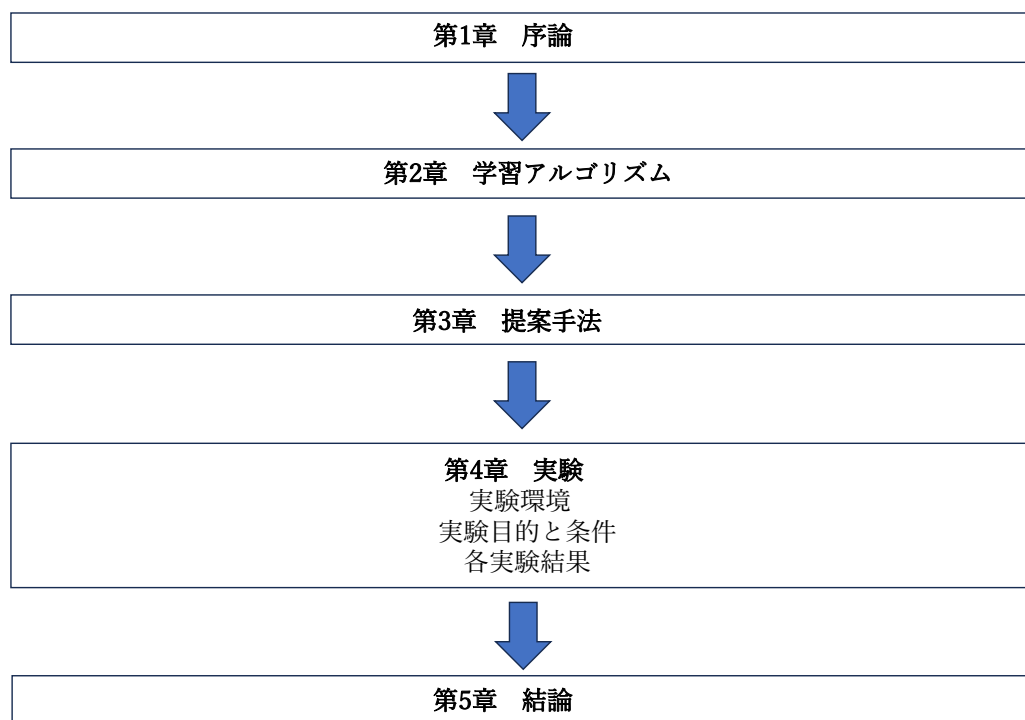 第1章　序論
第2章　学習アルゴリズム
第3章　提案手法
第4章　実験
実験環境
実験目的と条件
各実験結果
第5章　結論